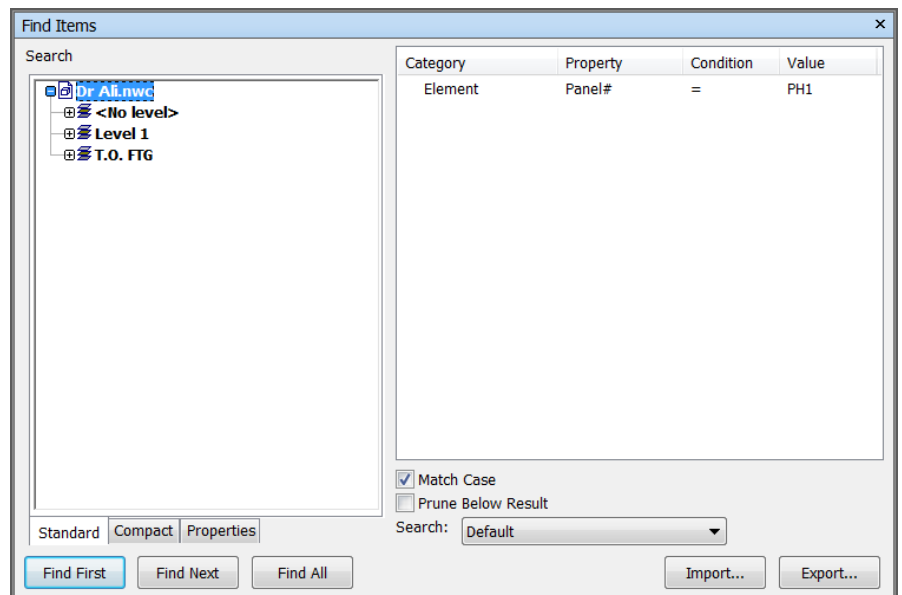 Find Items
Search
Dr Ali.nwc
<No level>
Level 1
T.O. FTG
Standard Compact Properties
Category Property Condition Value
Element Panel# = PH1
Match Case
Prune Below Result
Search: Default
Find First Find Next Find All Import... Export...